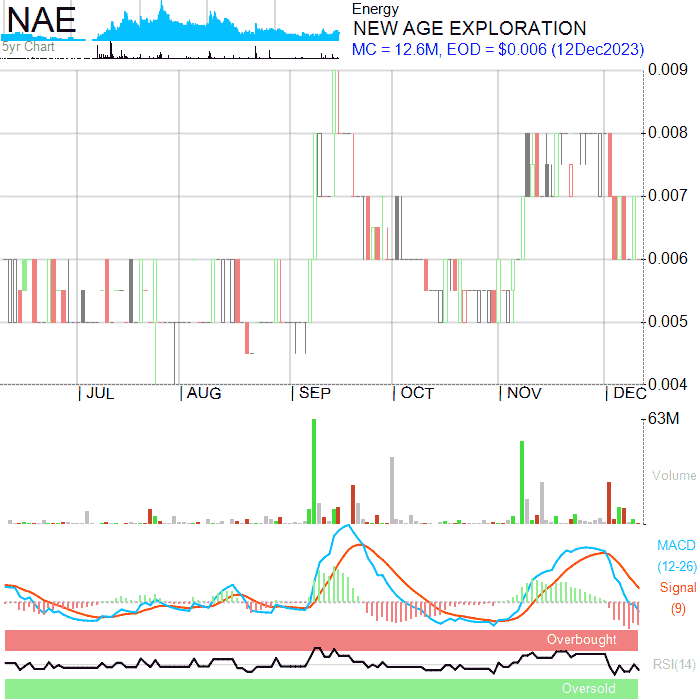 NAE
5yr Chart
Energy
NEW AGE EXPLORATION
MC = 12.6M, EOD = $0.006 (12Dec2023)
0.009
0.008
0.007
0.006
0.005
0.004
JUL AUG SEP OCT NOV DEC
63M
Volume
MACD
(12-26)
Signal
(9)
Overbought
RSI(14)
Oversold